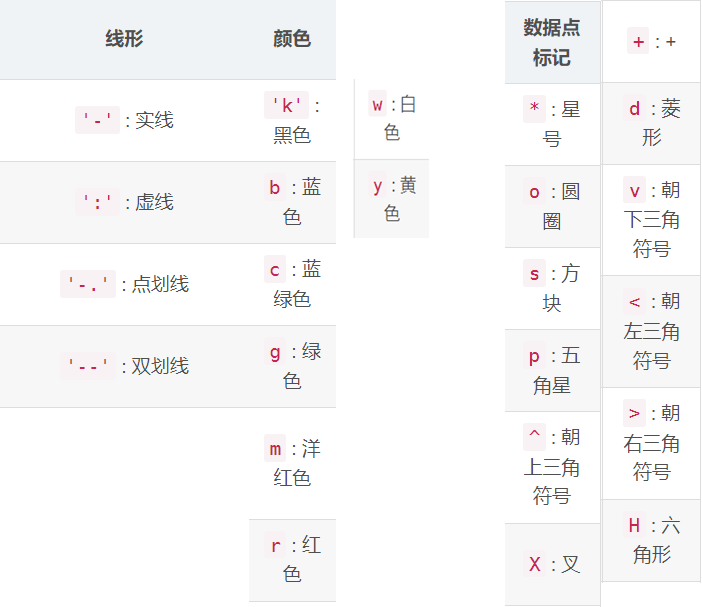 线形
'-' : 实线
':' : 虚线
'-.' : 点划线
'--' : 双划线
颜色
'k' :
黑色
b : 蓝
色
c : 蓝
绿色
g : 绿
色
m : 洋
红色
r : 红
色
w : 白
色
y : 黄
色
数据点
标记
* : 星
号
o : 圆
圈
s : 方
块
p : 五
角星
^ : 朝
上三角
符号
X : 叉
+ : +
d : 菱
形
v : 朝
下三角
符号
< : 朝
左三角
符号
> : 朝
右三角
符号
H : 六
角形